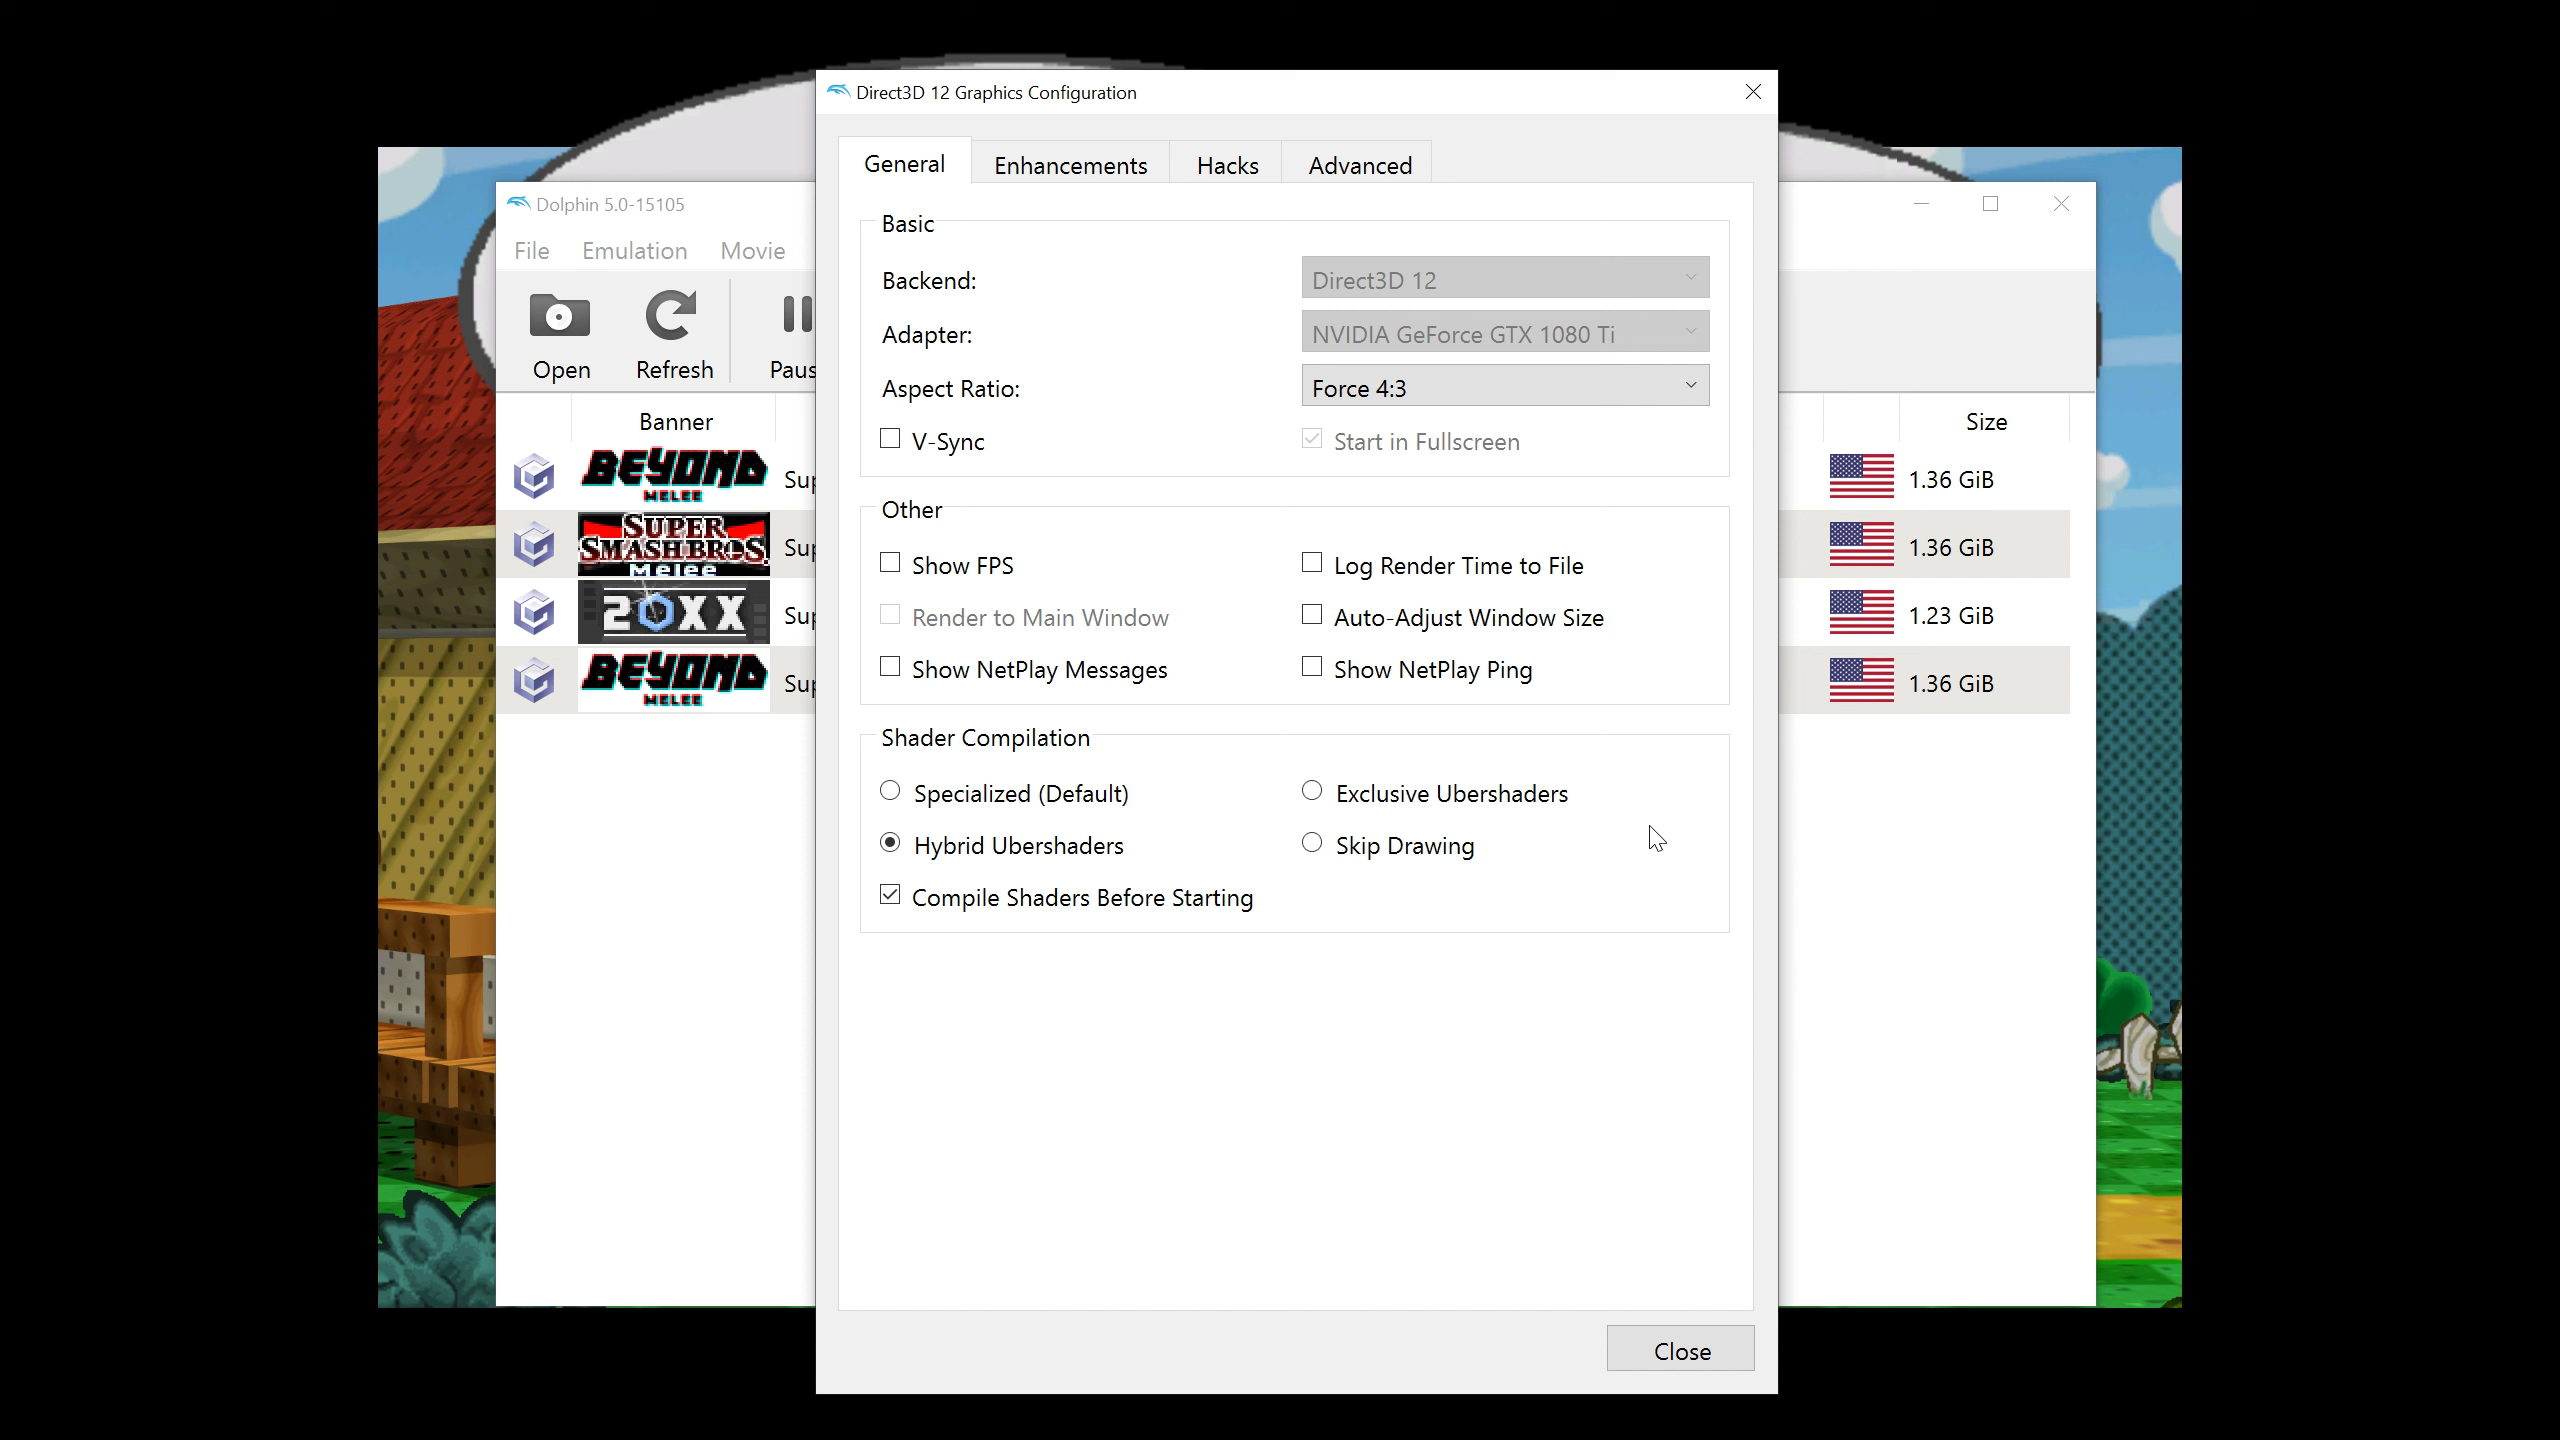 Direct3D 12 Graphics Configuration
General Enhancements Hacks Advanced
Basic
Backend: Direct3D 12
Adapter: NVIDIA GeForce GTX 1080 Ti
Aspect Ratio: Force 4:3
V-Sync Start in Fullscreen
Other
Show FPS Log Render Time to File
Render to Main Window Auto-Adjust Window Size
Show NetPlay Messages Show NetPlay Ping
Shader Compilation
Specialized (Default) Exclusive Ubershaders
Hybrid Ubershaders Skip Drawing
Compile Shaders Before Starting
Close
Dolphin 5.0-15105
File Emulation Movie
Open Refresh Paus
Banner Size
BEYOND
MELEE
Sup 1.36 GiB
SUPER
SMASH BROS.
Melee
Sup 1.36 GiB
20XX Sup 1.23 GiB
BEYOND
MELEE
Sup 1.36 GiB